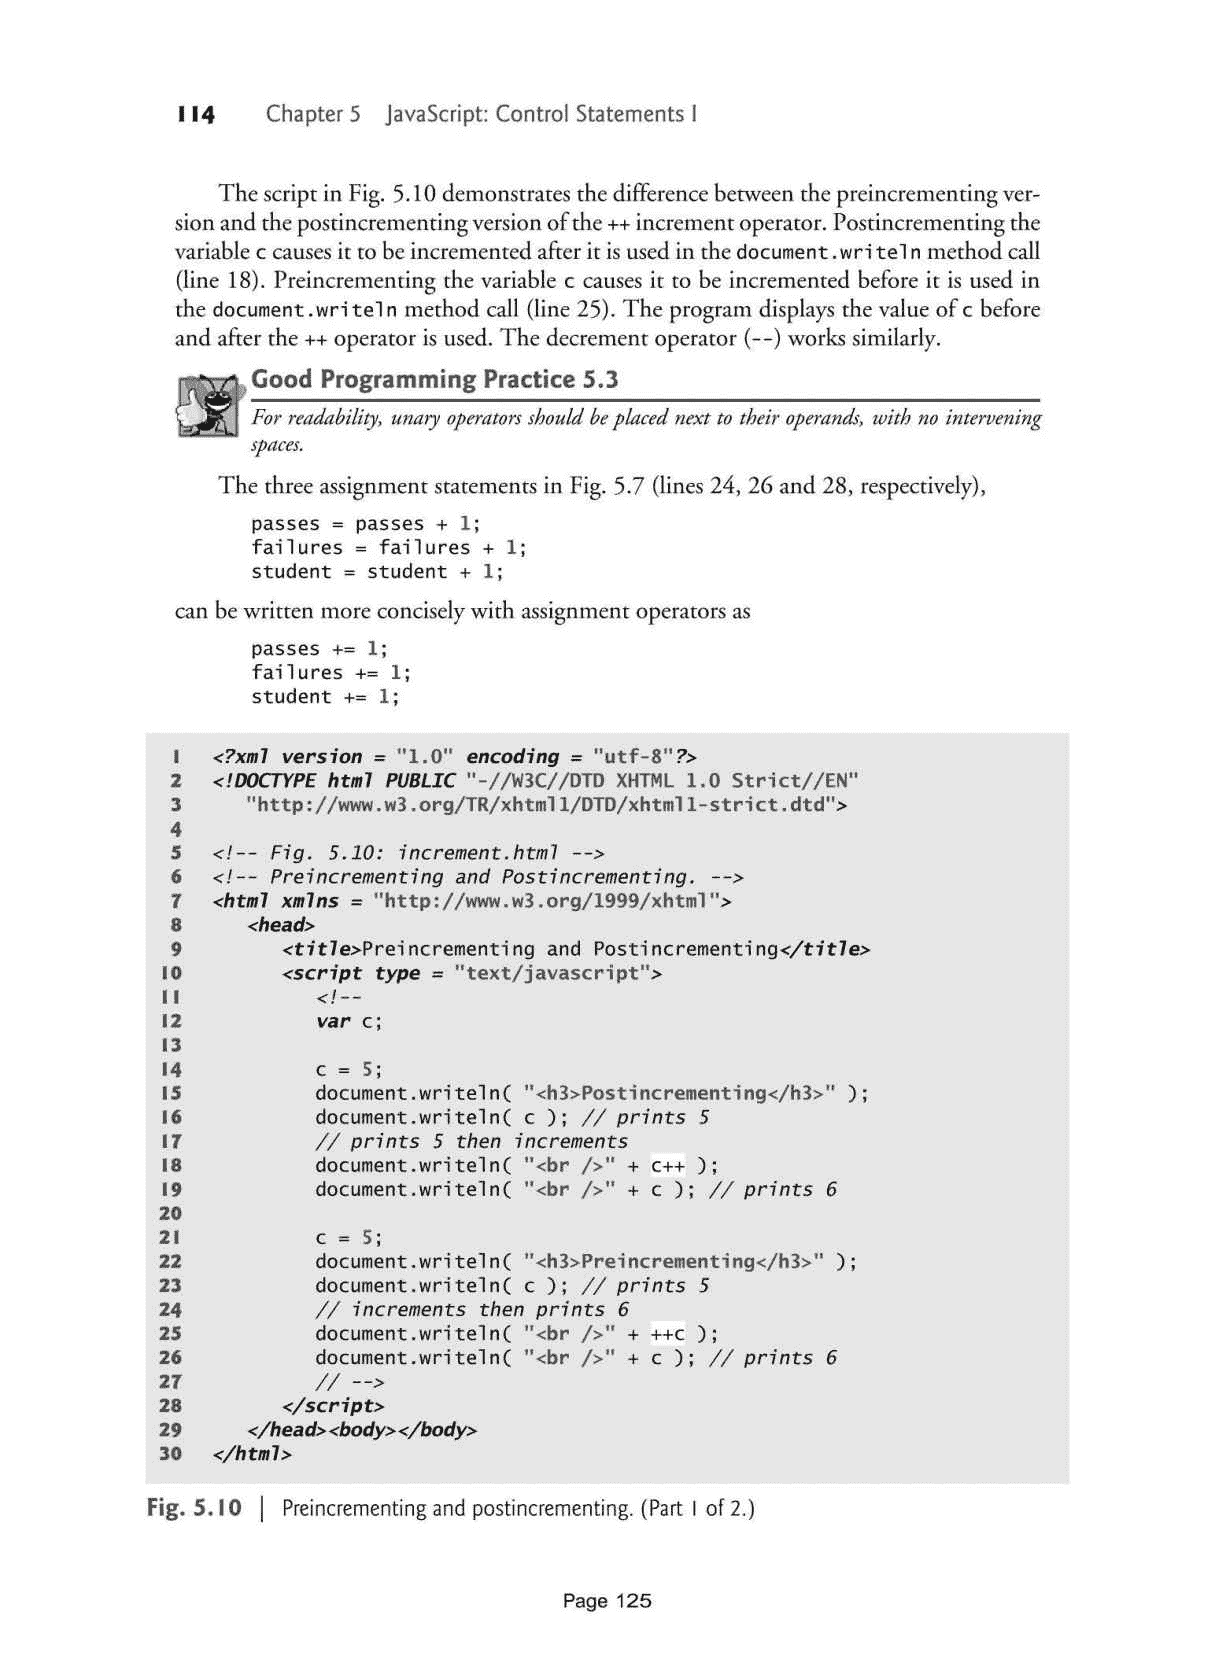 114 Chapter 5 JavaScript: Control Statements I
The script in Fig. 5.10 demonstrates the difference between the preincrementing ver-
sion and the postincrementing version of the ++ increment operator. Postincrementing the
variable c causes it to be incremented after it is used in the document.writeln method call
(line 18). Preincrementing the variable c causes it to be incremented before it is used in
the document.writeln method call (line 25). The program displays the value of c before
and after the ++ operator is used. The decrement operator (--) works similarly.
Good Programming Practice 5.3
For readability, unary operators should be placed next to their operands, with no intervening
spaces.
The three assignment statements in Fig. 5.7 (lines 24, 26 and 28, respectively),
passes = passes + 1;
failures = failures + 1;
student = student + 1;
can be written more concisely with assignment operators as
passes += 1;
failures += 1;
student += 1;
1 <?xml version = "1.0" encoding = "utf-8"?>
2 <!DOCTYPE html PUBLIC "-//W3C//DTD XHTML 1.0 Strict//EN"
3 "http://www.w3.org/TR/xhtml1/DTD/xhtml1-strict.dtd">
4
5 <!-- Fig. 5.10: increment.html -->
6 <!-- Preincrementing and Postincrementing. -->
7 <html xmlns = "http://www.w3.org/1999/xhtml">
8 <head>
9 <title>Preincrementing and Postincrementing</title>
10 <script type = "text/javascript">
11 <!--
12 var c;
13
14 c = 5;
15 document.writeln( "<h3>Postincrementing</h3>" );
16 document.writeln( c ); // prints 5
17 // prints 5 then increments
18 document.writeln( "<br />" + c++ );
19 document.writeln( "<br />" + c ); // prints 6
20
21 c = 5;
22 document.writeln( "<h3>Preincrementing</h3>" );
23 document.writeln( c ); // prints 5
24 // increments then prints 6
25 document.writeln( "<br />" + ++c );
26 document.writeln( "<br />" + c ); // prints 6
27 // -->
28 </script>
29 </head><body></body>
30 </html>
Fig. 5.10 | Preincrementing and postincrementing. (Part 1 of 2.)
Page 125